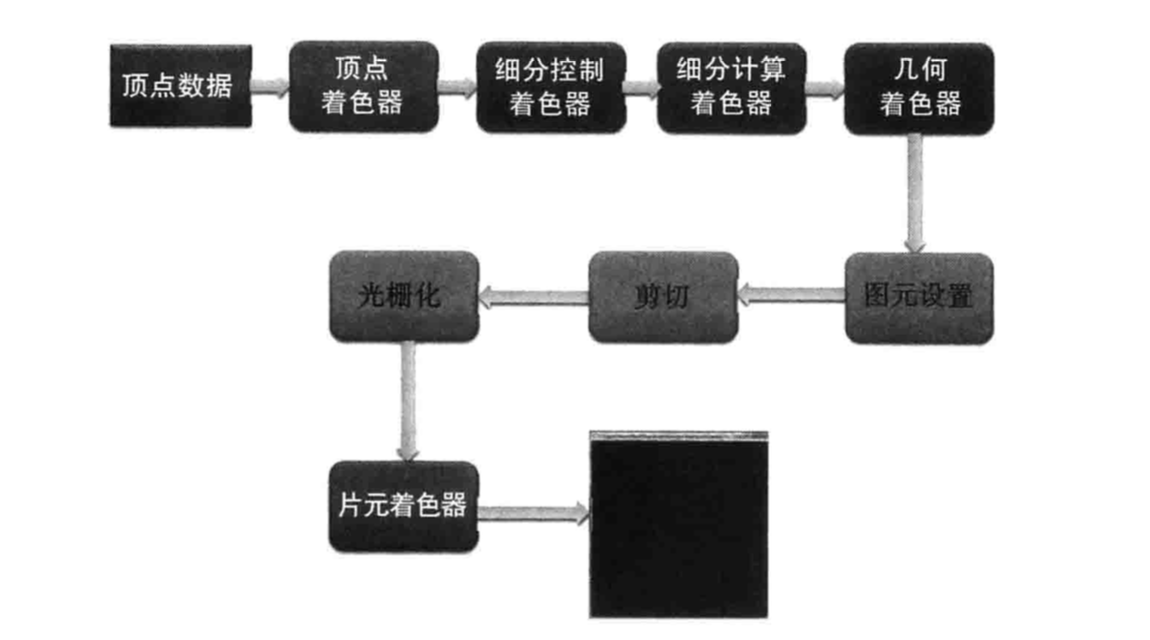 顶点数据
顶点
着色器
细分控制
着色器
细分计算
着色器
几何
着色器
图元设置
剪切
光栅化
片元着色器